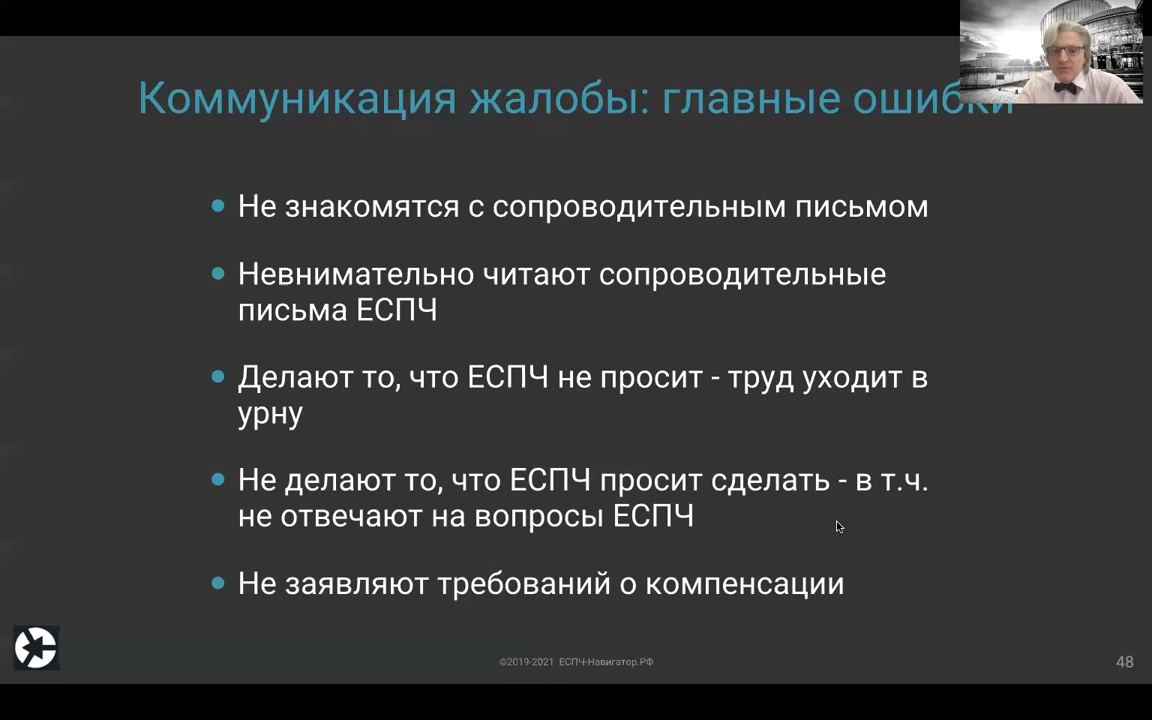 Коммуникация жалобы: главные ошибки
Не знакомятся с сопроводительным письмом
Невнимательно читают сопроводительные
письма ЕСПЧ
Делают то, что ЕСПЧ не просит - труд уходит в
урну
Не делают то, что ЕСПЧ просит сделать - в т.ч.
не отвечают на вопросы ЕСПЧ
Не заявляют требований о компенсации
©2019-2021 ЕСПЧ-Навигатор.РФ
48